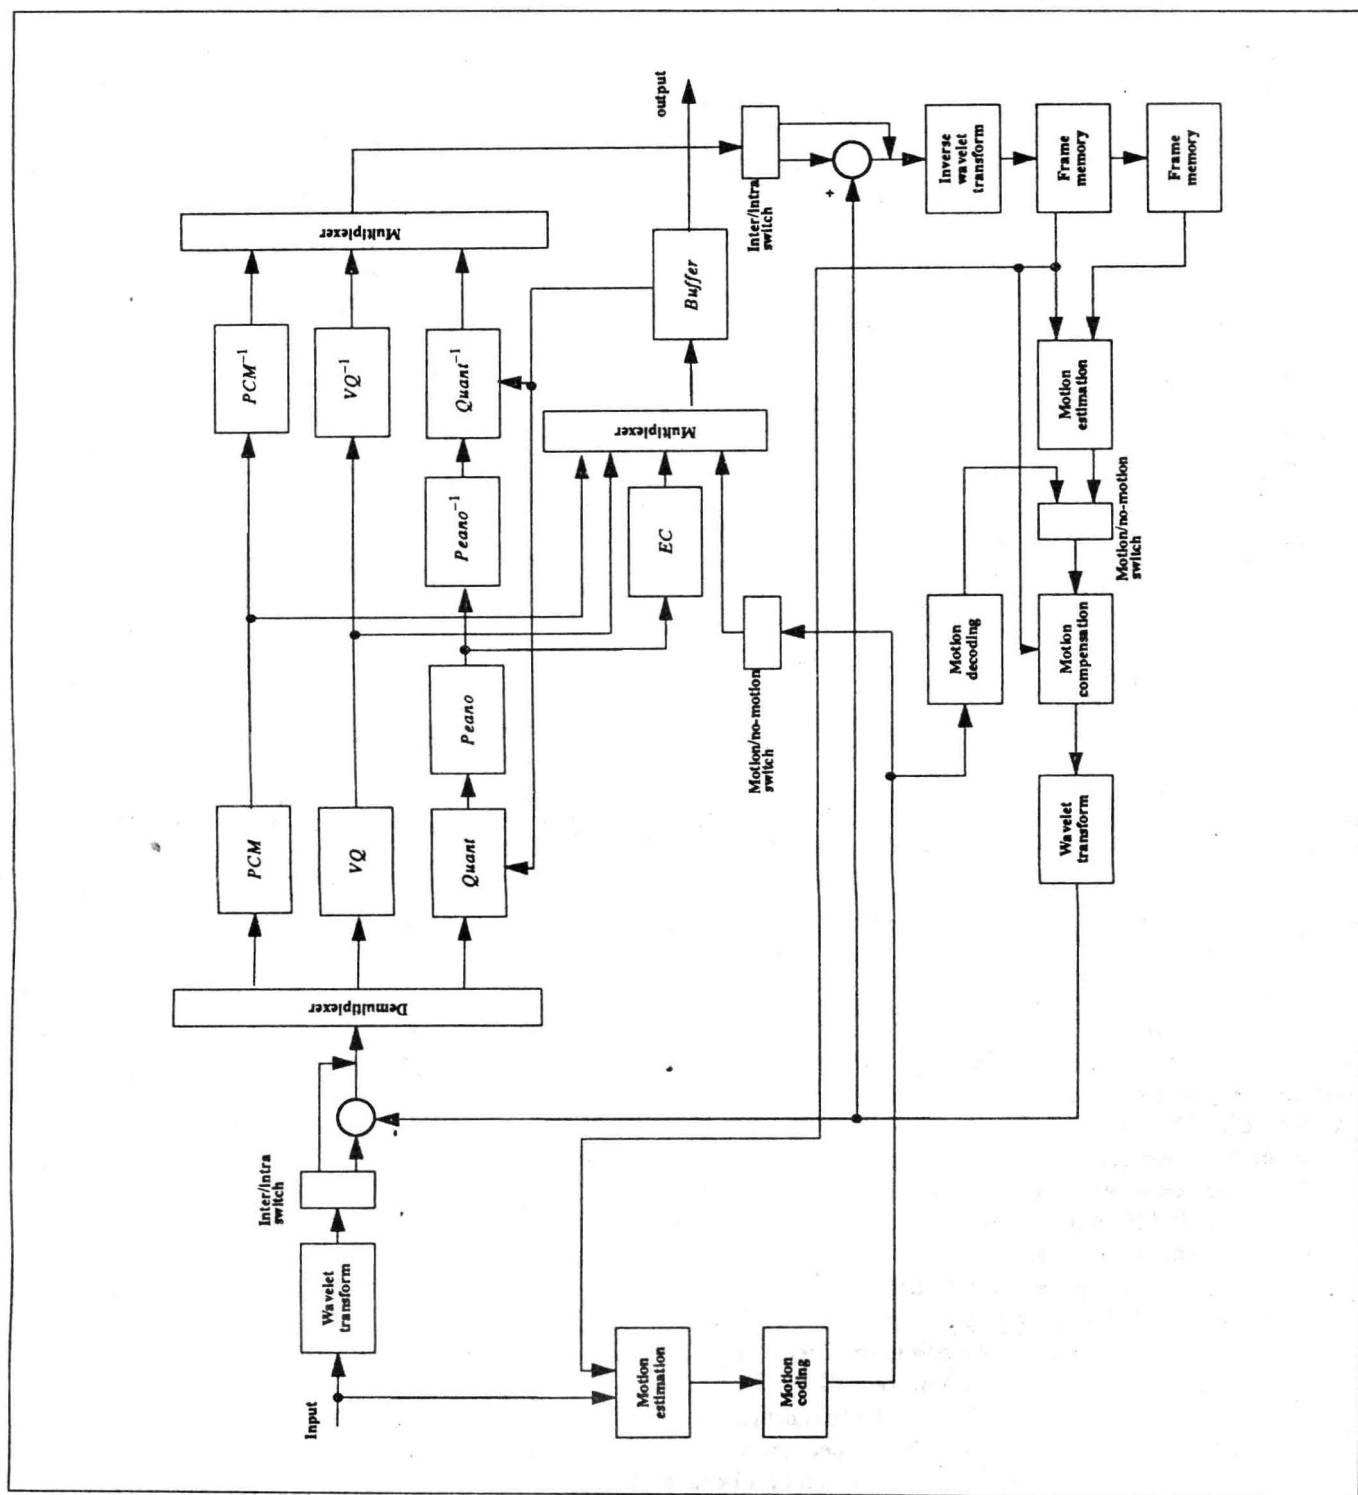 Input
Wavelet
transform
Inter/intra
switch
Demultiplexer
PCM
VQ
Quant
Peano
Peano⁻¹
PCM⁻¹
VQ⁻¹
Quant⁻¹
Multiplexer
EC
Multiplexer
Buffer
output
Motion/no-motion
switch
Inter/intra
switch
+
-
Inverse
wavelet
transform
Frame
memory
Frame
memory
Motion
estimation
Motion/no-motion
switch
Motion
decoding
Motion
compensation
Wavelet
transform
Motion
estimation
Motion
coding